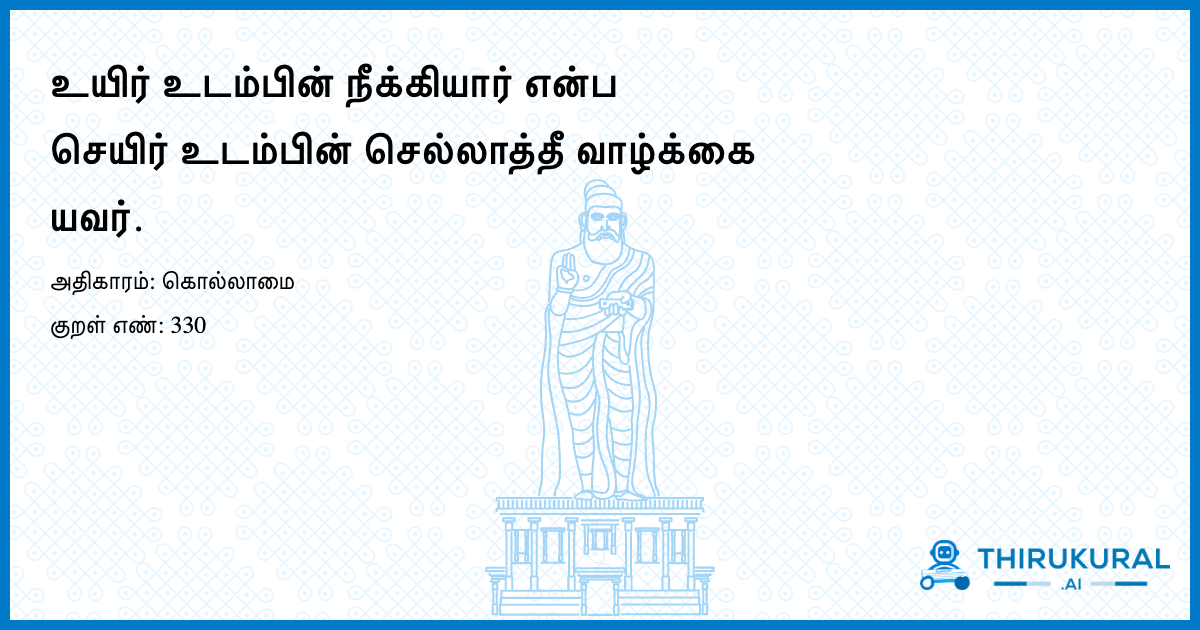 உயிர் உடம்பின் நீக்கியார் என்ப
செயிர் உடம்பின் செல்லாத்தீ வாழ்க்கை
யவர்.
அதிகாரம்: கொல்லாமை
குறள் எண்: 330
THIRUKURAL
.AI